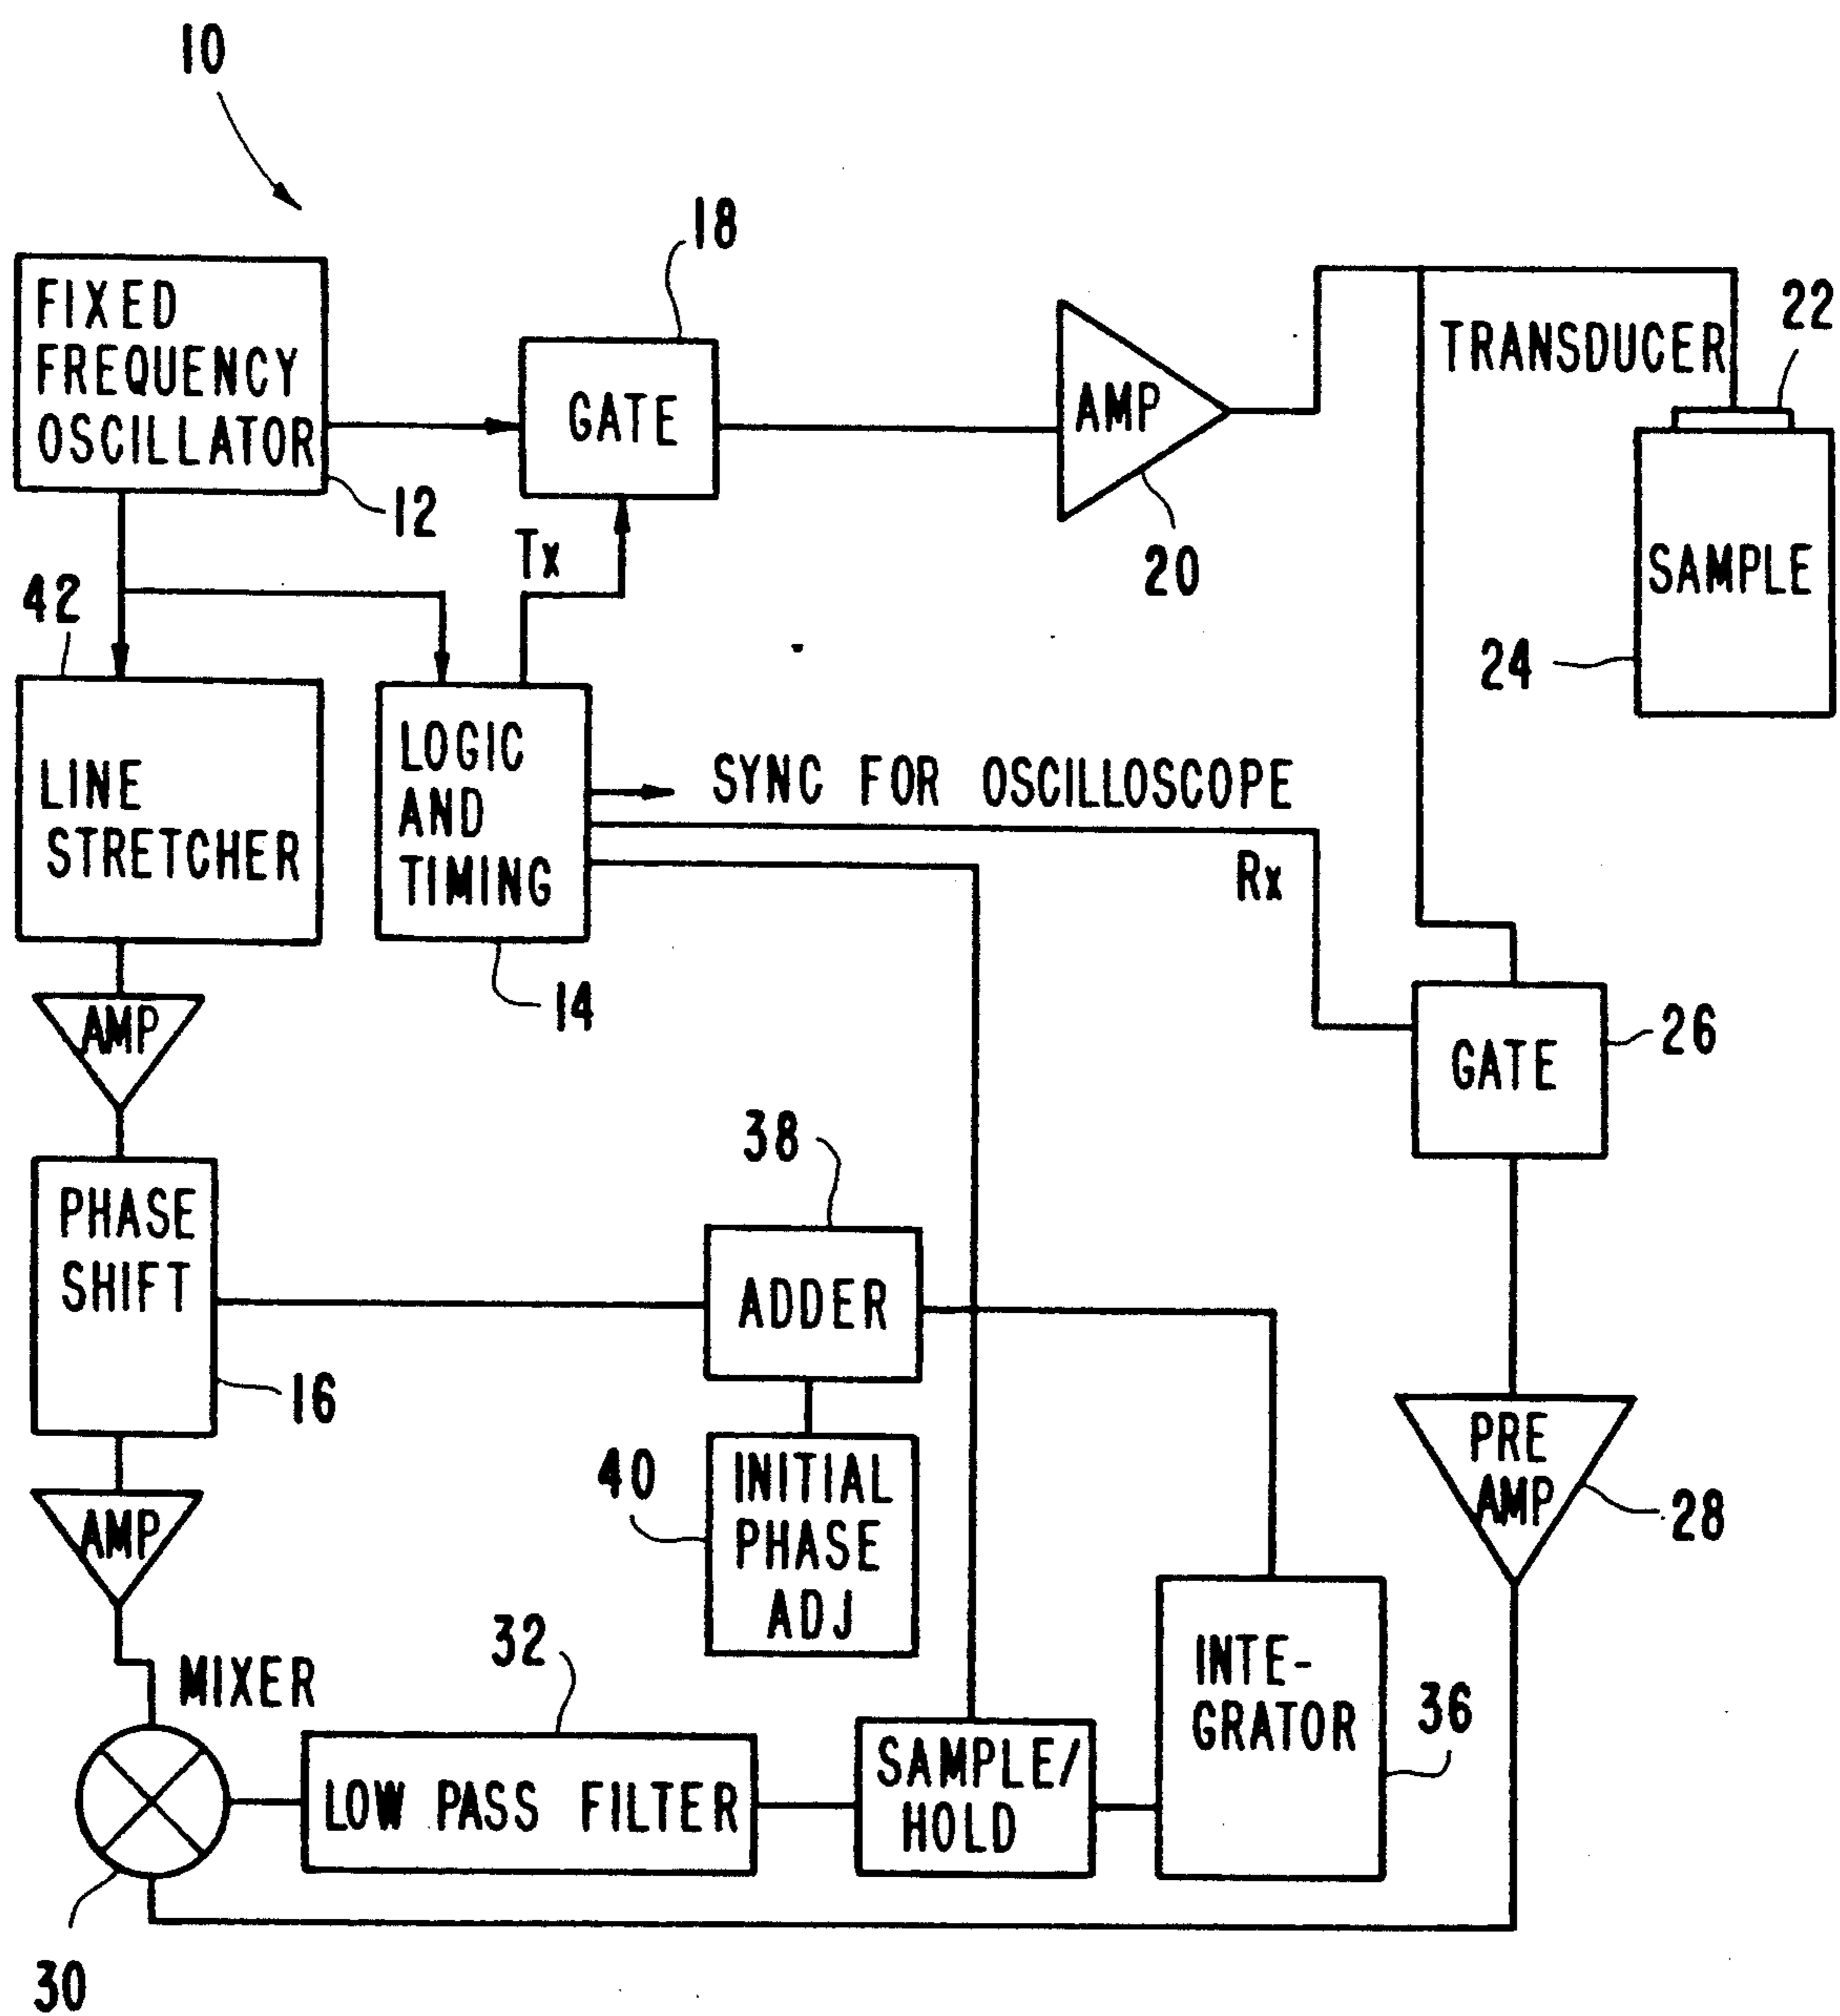 10
18
FIXED
FREQUENCY
OSCILLATOR
12
GATE
AMP
20
TRANSDUCER
22
SAMPLE
24
Tx
42
LINE
STRETCHER
LOGIC
AND
TIMING
14
SYNC FOR OSCILLOSCOPE
Rx
GATE
26
AMP
PHASE
SHIFT
16
38
ADDER
40
INITIAL
PHASE
ADJ
PRE
AMP
28
AMP
MIXER
30
32
LOW PASS FILTER
SAMPLE/
HOLD
INTE-
GRATOR
36